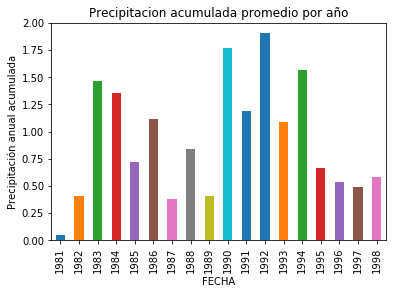 Precipitacion acumulada promedio por año
Precipitación anual acumulada
2.00
1.75
1.50
1.25
1.00
0.75
0.50
0.25
0.00
1981 1982 1983 1984 1985 1986 1987 1988 1989 1990 1991 1992 1993 1994 1995 1996 1997 1998
FECHA